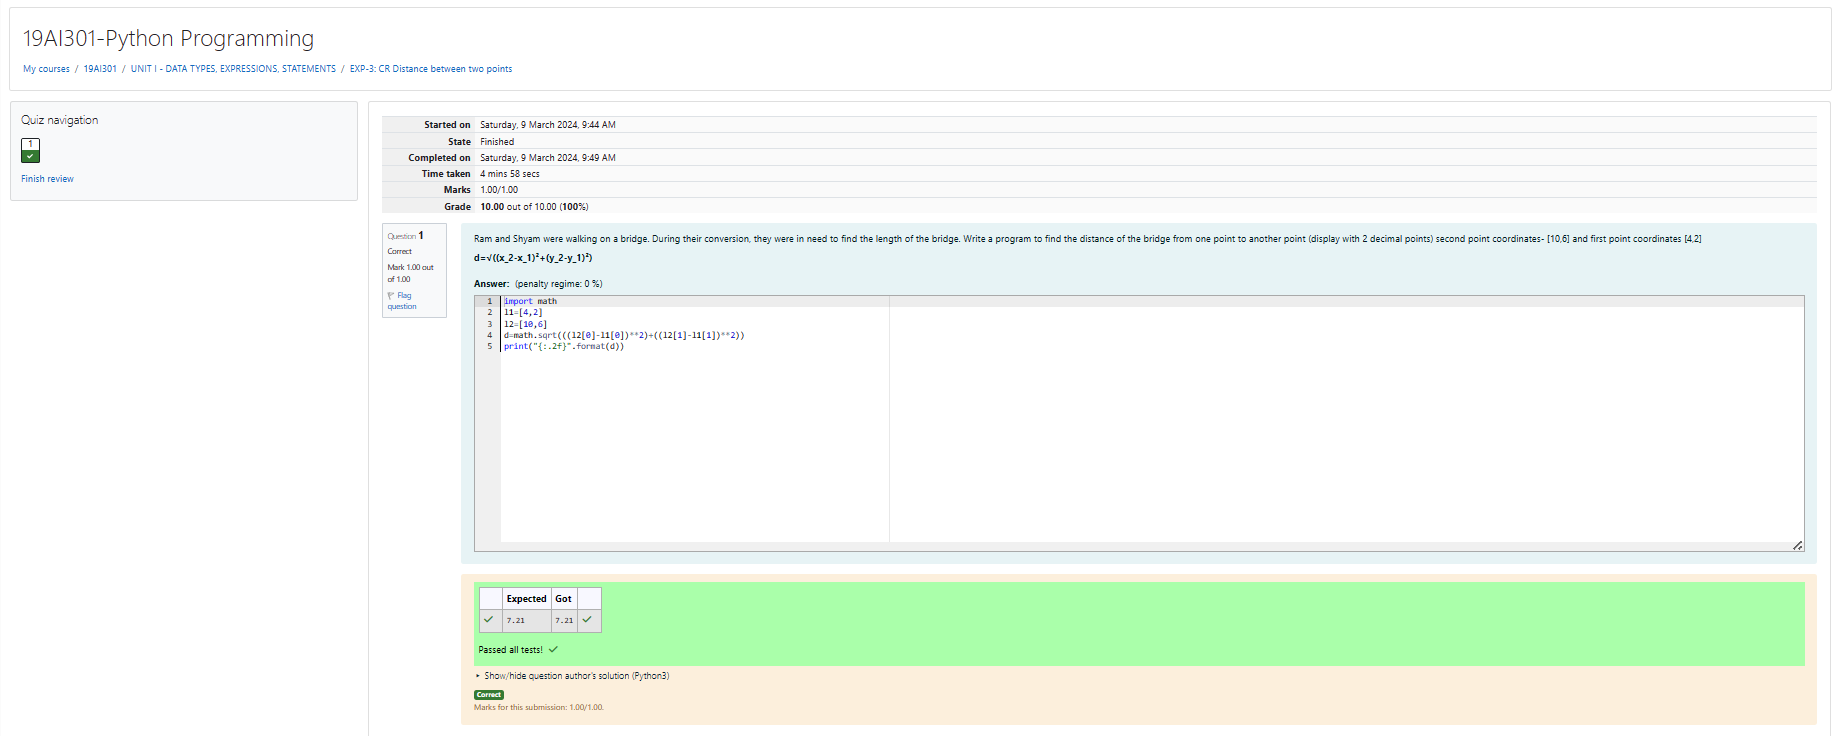 19AI301-Python Programming
My courses / 19AI301 / UNIT I - DATA TYPES, EXPRESSIONS, STATEMENTS / EXP-3: CR Distance between two points
Quiz navigation
1
Finish review
Started on Saturday, 9 March 2024, 9:44 AM
State Finished
Completed on Saturday, 9 March 2024, 9:49 AM
Time taken 4 mins 58 secs
Marks 1.00/1.00
Grade 10.00 out of 10.00 (100%)
Question 1
Correct
Mark 1.00 out
of 1.00
Flag
question
Ram and Shyam were walking on a bridge. During their conversion, they were in need to find the length of the bridge. Write a program to find the distance of the bridge from one point to another point (display with 2 decimal points) second point coordinates- [10,6] and first point coordinates [4,2]
d=√((x_2-x_1)²+(y_2-y_1)²)
Answer: (penalty regime: 0 %)
1 import math
2 l1=[4,2]
3 l2=[10,6]
4 d=math.sqrt(((l2[0]-l1[0])**2)+((l2[1]-l1[1])**2))
5 print("{:.2f}".format(d))
Expected Got
7.21 7.21
Passed all tests!
Show/hide question author's solution (Python3)
Correct
Marks for this submission: 1.00/1.00.